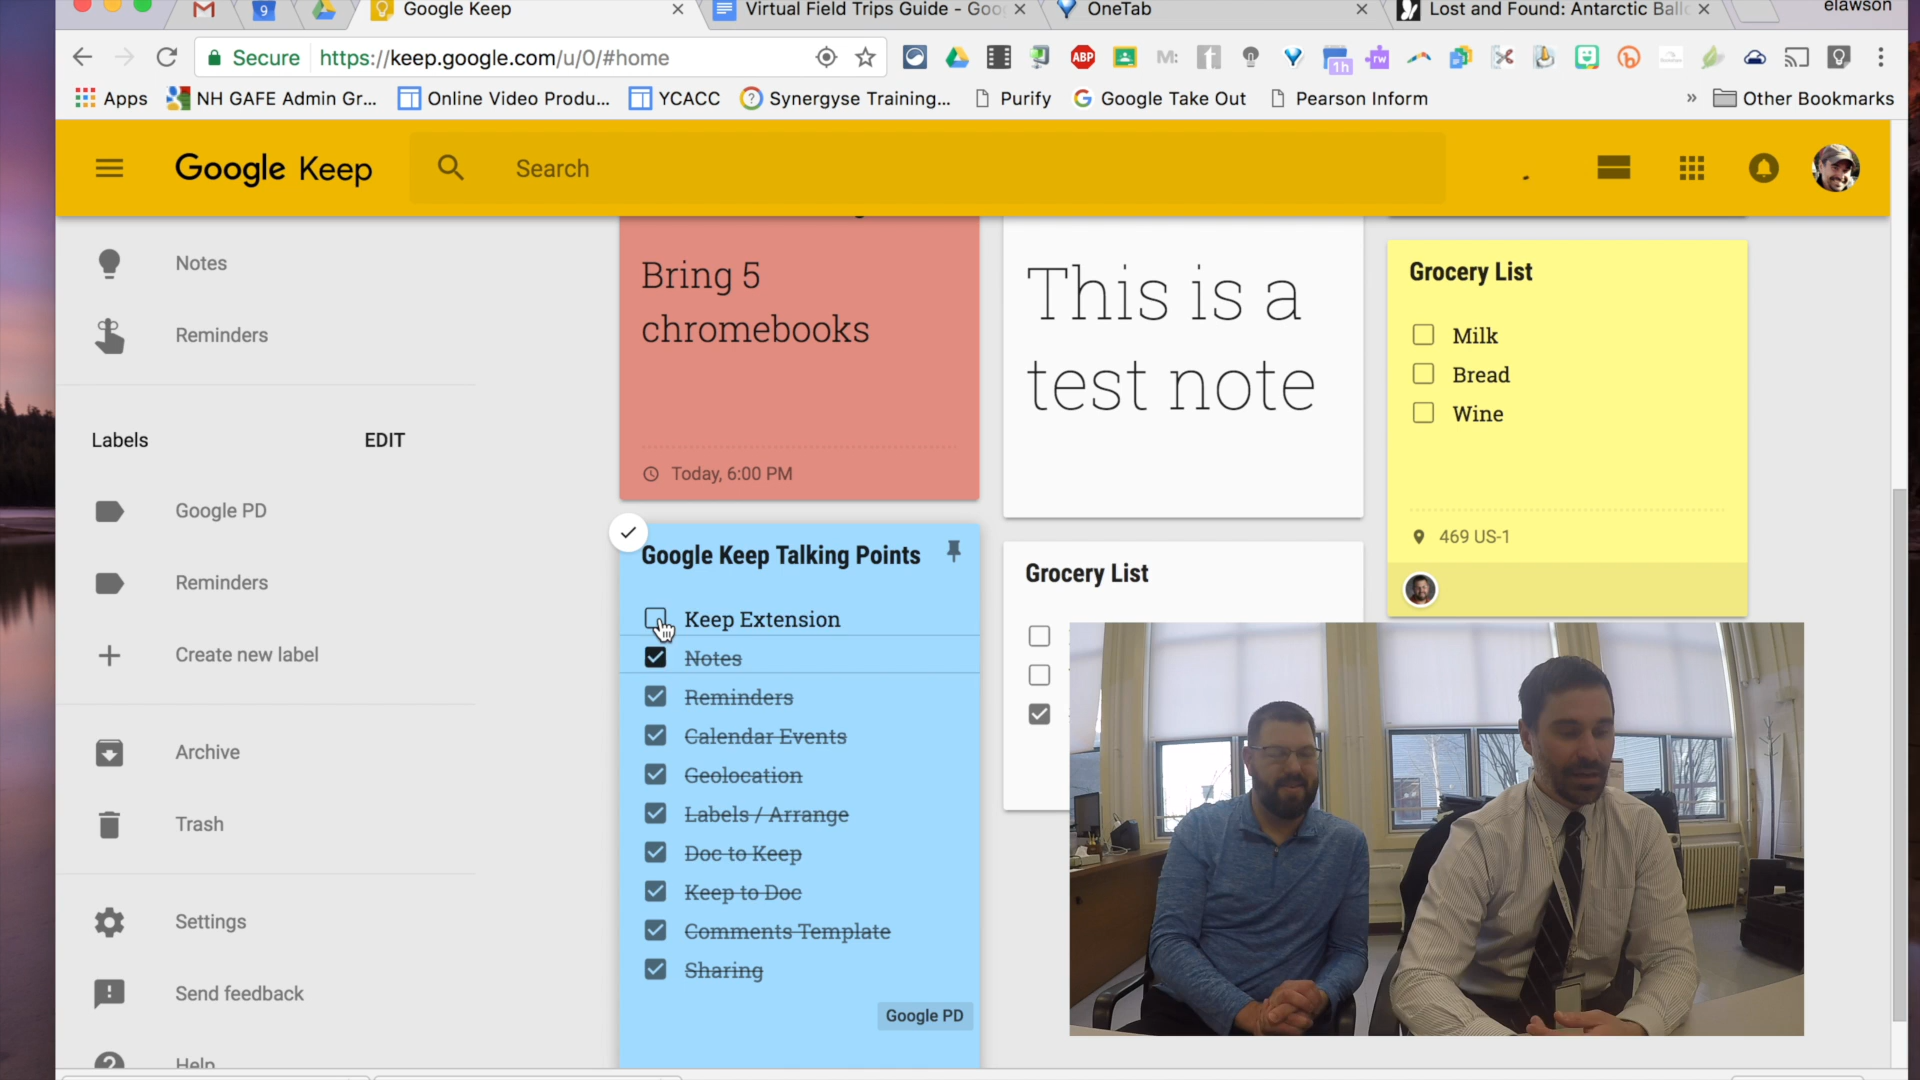 Google Keep
Virtual Field Trips Guide - Goo
OneTab
Lost and Found: Antarctic Ball
elawson
Secure
https://keep.google.com/u/0/#home
ABP
1h
rw
Apps
NH GAFE Admin Gr...
Online Video Produ...
YCACC
Synergyse Training...
Purify
Google Take Out
Pearson Inform
»
Other Bookmarks
Google Keep
Search
Notes
Reminders
Labels
EDIT
Google PD
Reminders
Create new label
Archive
Trash
Settings
Send feedback
Help
Bring 5
chromebooks
Today, 6:00 PM
Google Keep Talking Points
Keep Extension
Notes
Reminders
Calendar Events
Geolocation
Labels / Arrange
Doc to Keep
Keep to Doc
Comments Template
Sharing
Google PD
This is a
test note
Grocery List
Grocery List
Milk
Bread
Wine
469 US-1